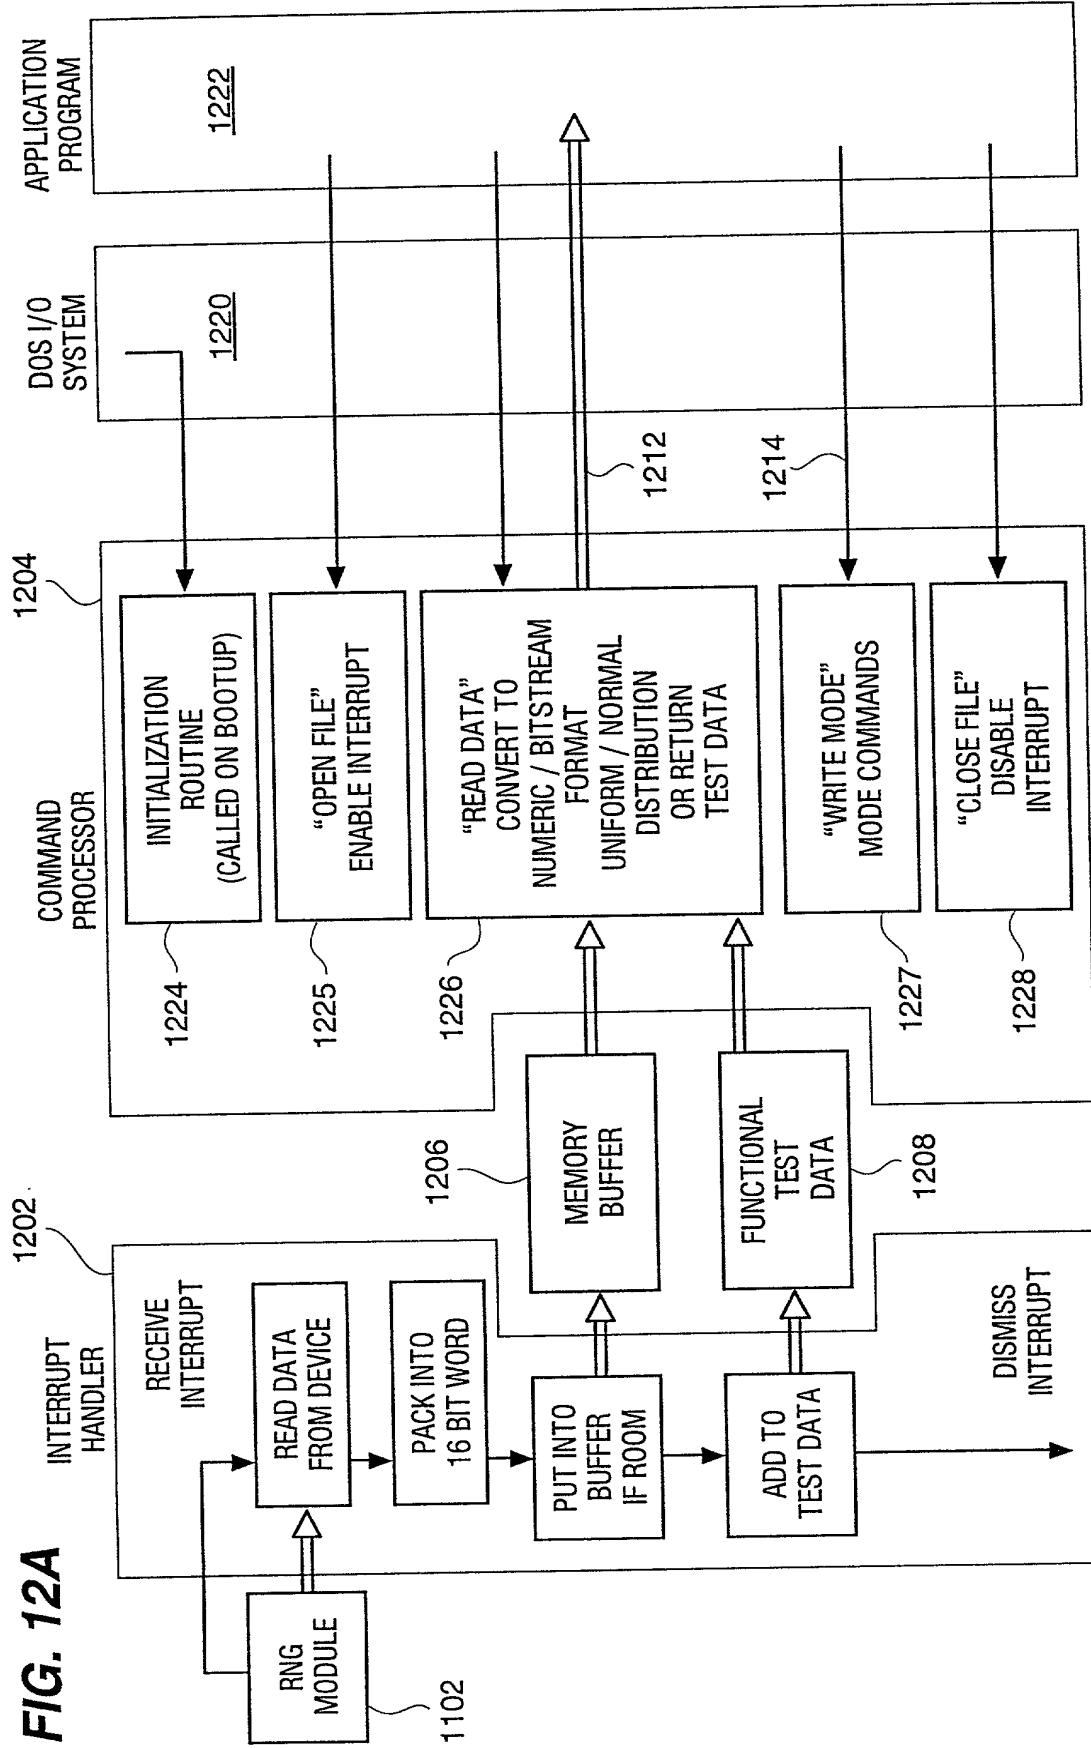 FIG. 12A
INTERRUPT
HANDLER
1202
RNG
MODULE
1102
RECEIVE
INTERRUPT
READ DATA
FROM DEVICE
PACK INTO
16 BIT WORD
PUT INTO
BUFFER
IF ROOM
ADD TO
TEST DATA
DISMISS
INTERRUPT
1206
MEMORY
BUFFER
FUNCTIONAL
TEST
DATA
1208
COMMAND
PROCESSOR
1204
1224
INITIALIZATION
ROUTINE
(CALLED ON BOOTUP)
1225
"OPEN FILE"
ENABLE INTERRUPT
1226
"READ DATA"
CONVERT TO
NUMERIC / BITSTREAM
FORMAT
UNIFORM / NORMAL
DISTRIBUTION
OR RETURN
TEST DATA
1227
"WRITE MODE"
MODE COMMANDS
1228
"CLOSE FILE"
DISABLE
INTERRUPT
1212
1214
DOS I/O
SYSTEM
1220
APPLICATION
PROGRAM
1222